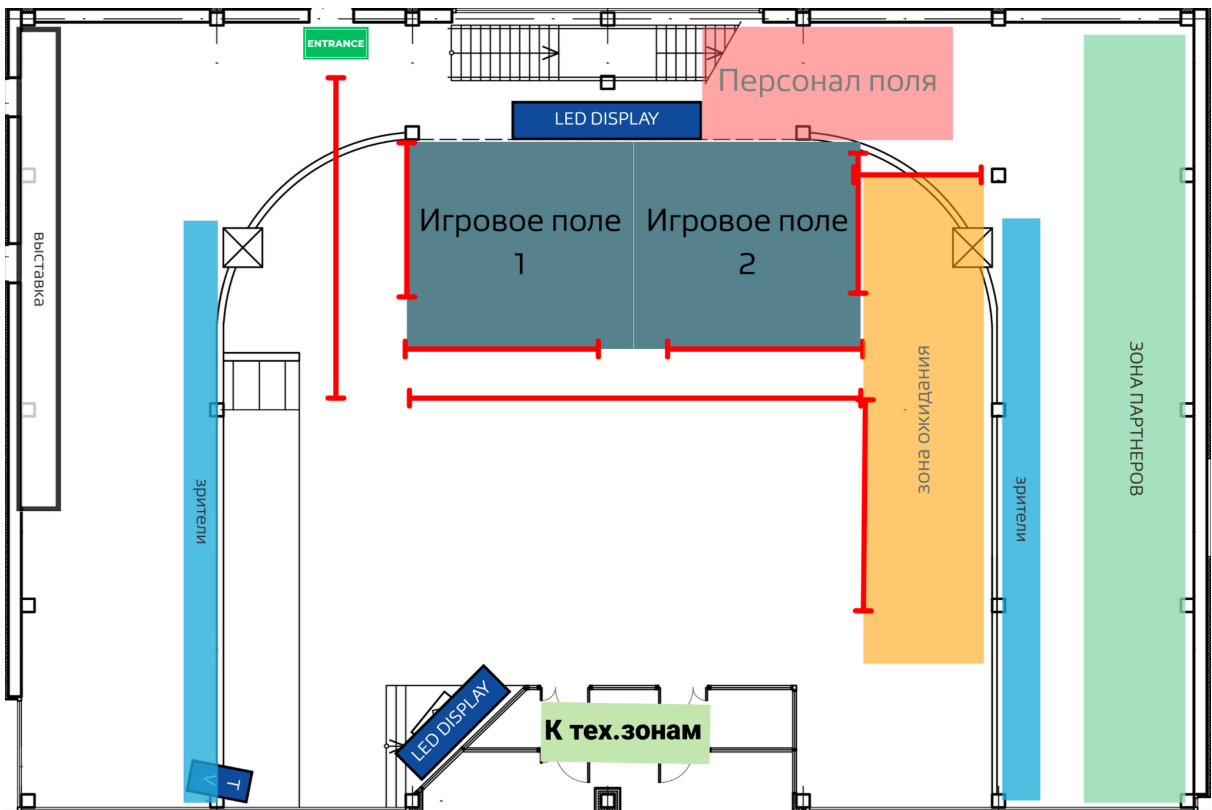 ENTRANCE
Персонал поля
LED DISPLAY
Игровое поле
1
Игровое поле
2
выставка
зрители
зона ожидания
зрители
ЗОНА ПАРТНЕРОВ
LED DISPLAY
К тех.зонам
TV